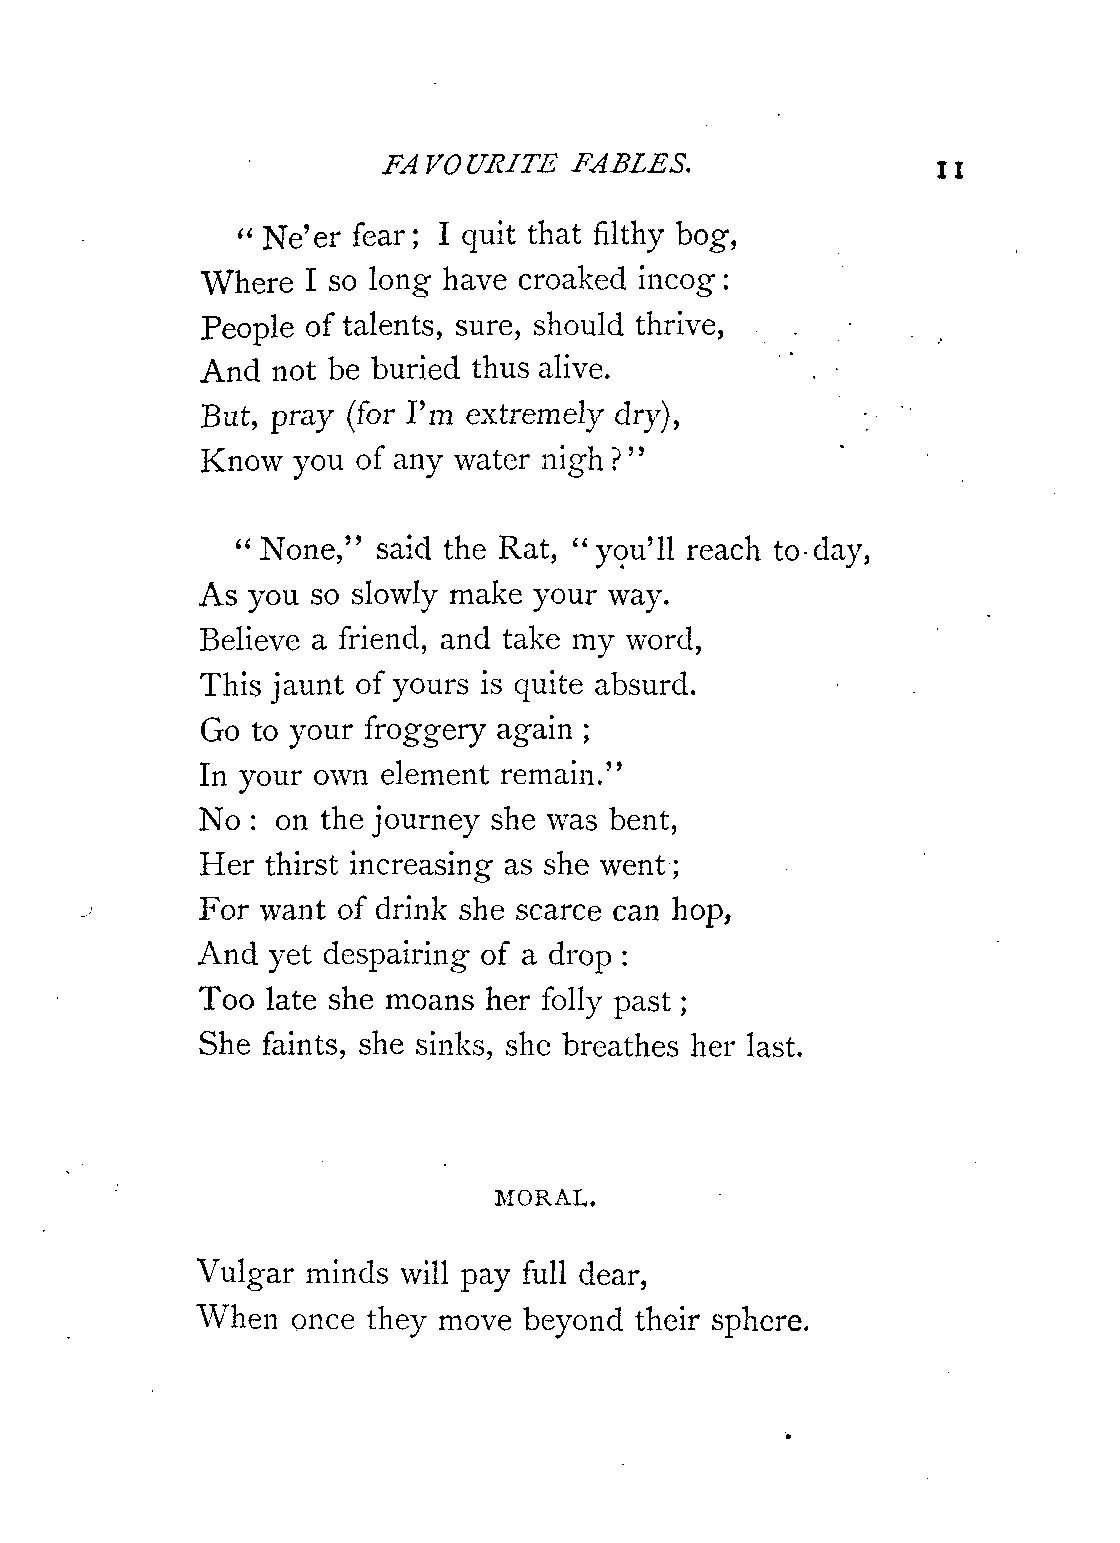 FAVOURITE FABLES. 11
“Ne’er fear; I quit that filthy bog,
Where I so long have croaked incog:
People of talents, sure, should thrive,
And not be buried thus alive.
But, pray (for I’m extremely dry),
Know you of any water nigh?”
“None,” said the Rat, “you’ll reach to-day,
As you so slowly make your way.
Believe a friend, and take my word,
This jaunt of yours is quite absurd.
Go to your froggery again;
In your own element remain.”
No: on the journey she was bent,
Her thirst increasing as she went;
For want of drink she scarce can hop,
And yet despairing of a drop:
Too late she moans her folly past;
She faints, she sinks, she breathes her last.
MORAL.
Vulgar minds will pay full dear,
When once they move beyond their sphere.